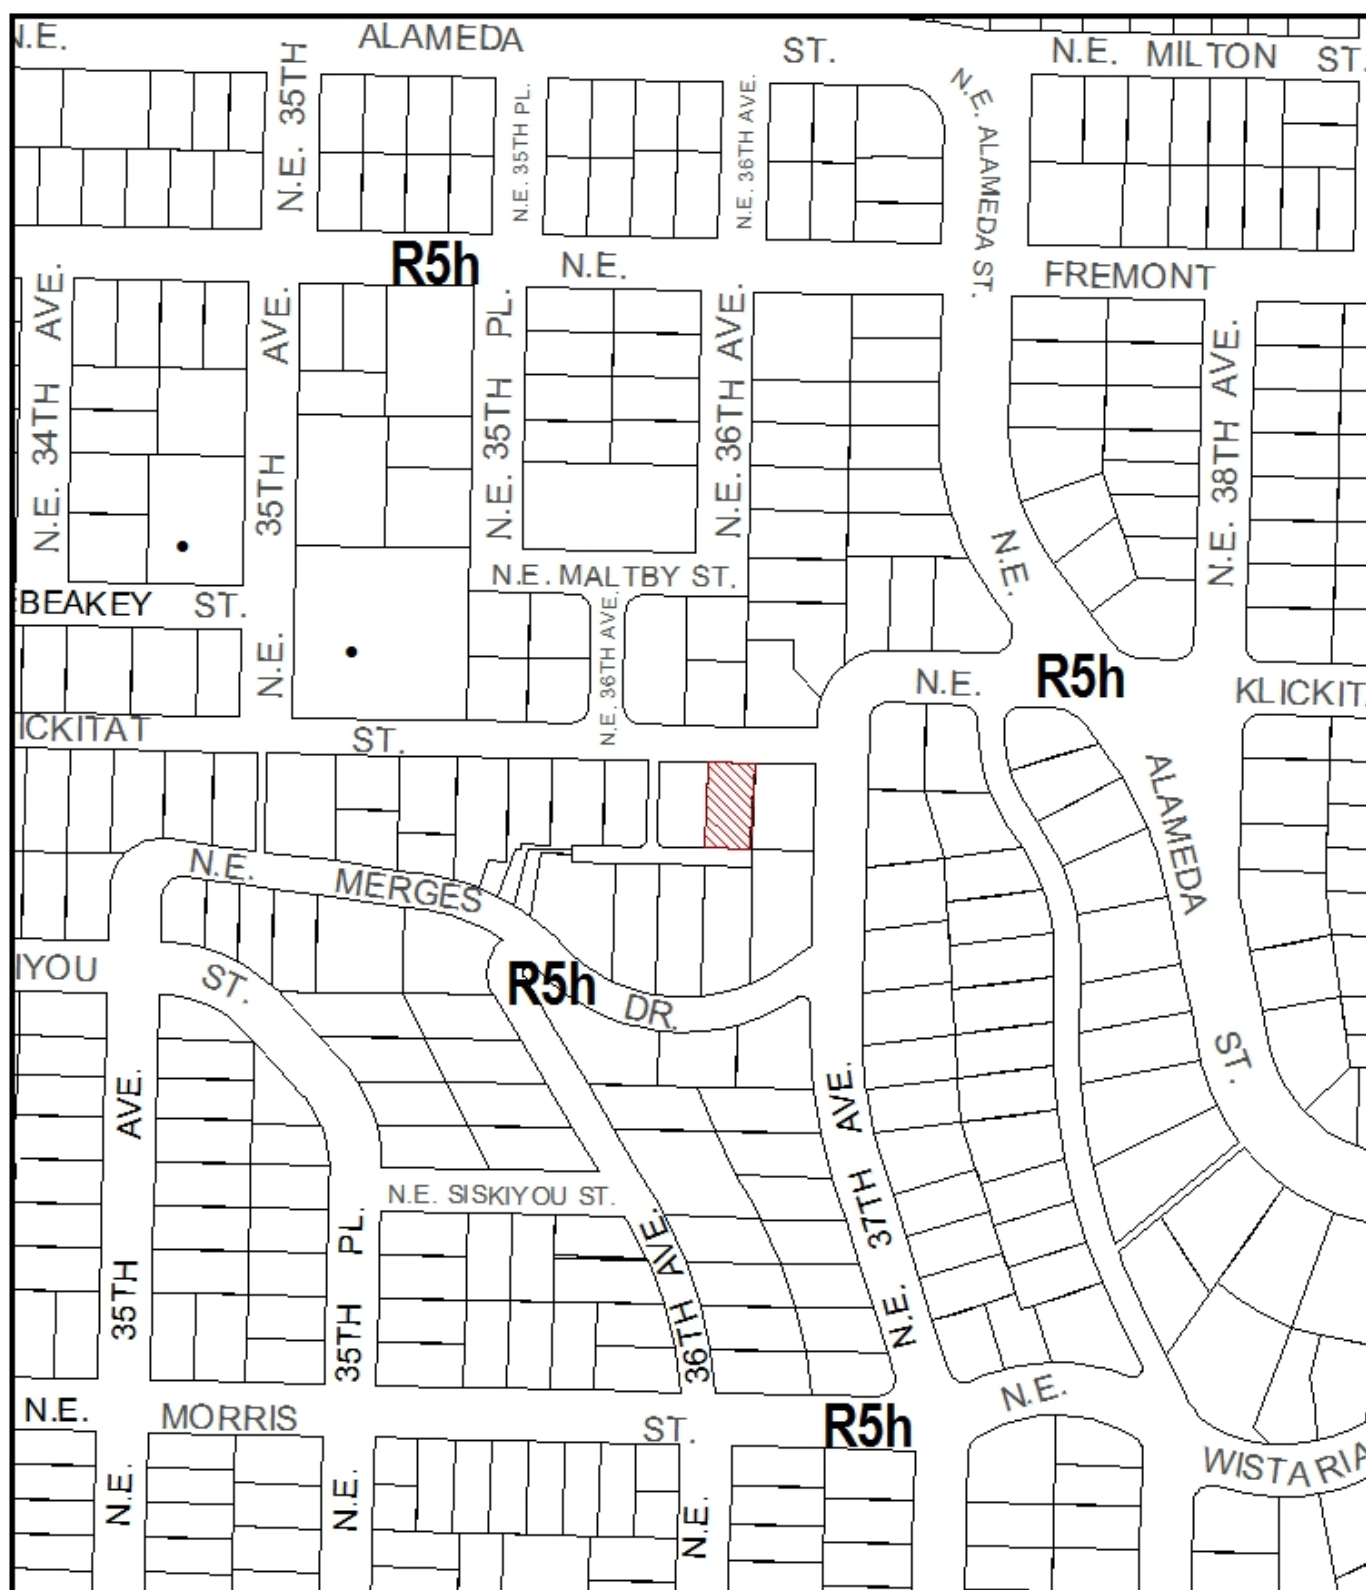 N.E.
ALAMEDA
ST.
N.E. MILTON ST.
N.E. 35TH
N.E. 35TH PL.
N.E. 36TH AVE.
N.E. ALAMEDA ST.
R5h
N.E.
FREMONT
N.E. 34TH AVE.
35TH AVE.
N.E. 35TH PL.
N.E. 36TH AVE.
N.E. 38TH AVE.
N.E.
N.E. MALTBY ST.
BEAKEY ST.
N.E.
N.E. 36TH AVE.
N.E.
R5h
KLICKIT
ICKITAT
ST.
ALAMEDA
N.E.
MERGES
IYOU
ST.
R5h
DR.
ST.
35TH AVE.
N.E. 37TH AVE.
N.E. SISKIYOU ST.
35TH PL.
36TH AVE.
N.E.
MORRIS
ST.
R5h
N.E.
WISTARIA
N.E.
N.E.
N.E.